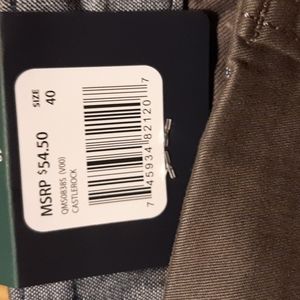 SIZE
40
MSRP $54.50
QMS08385 (V00)
CASTLEROCK
7 45934 82120 7